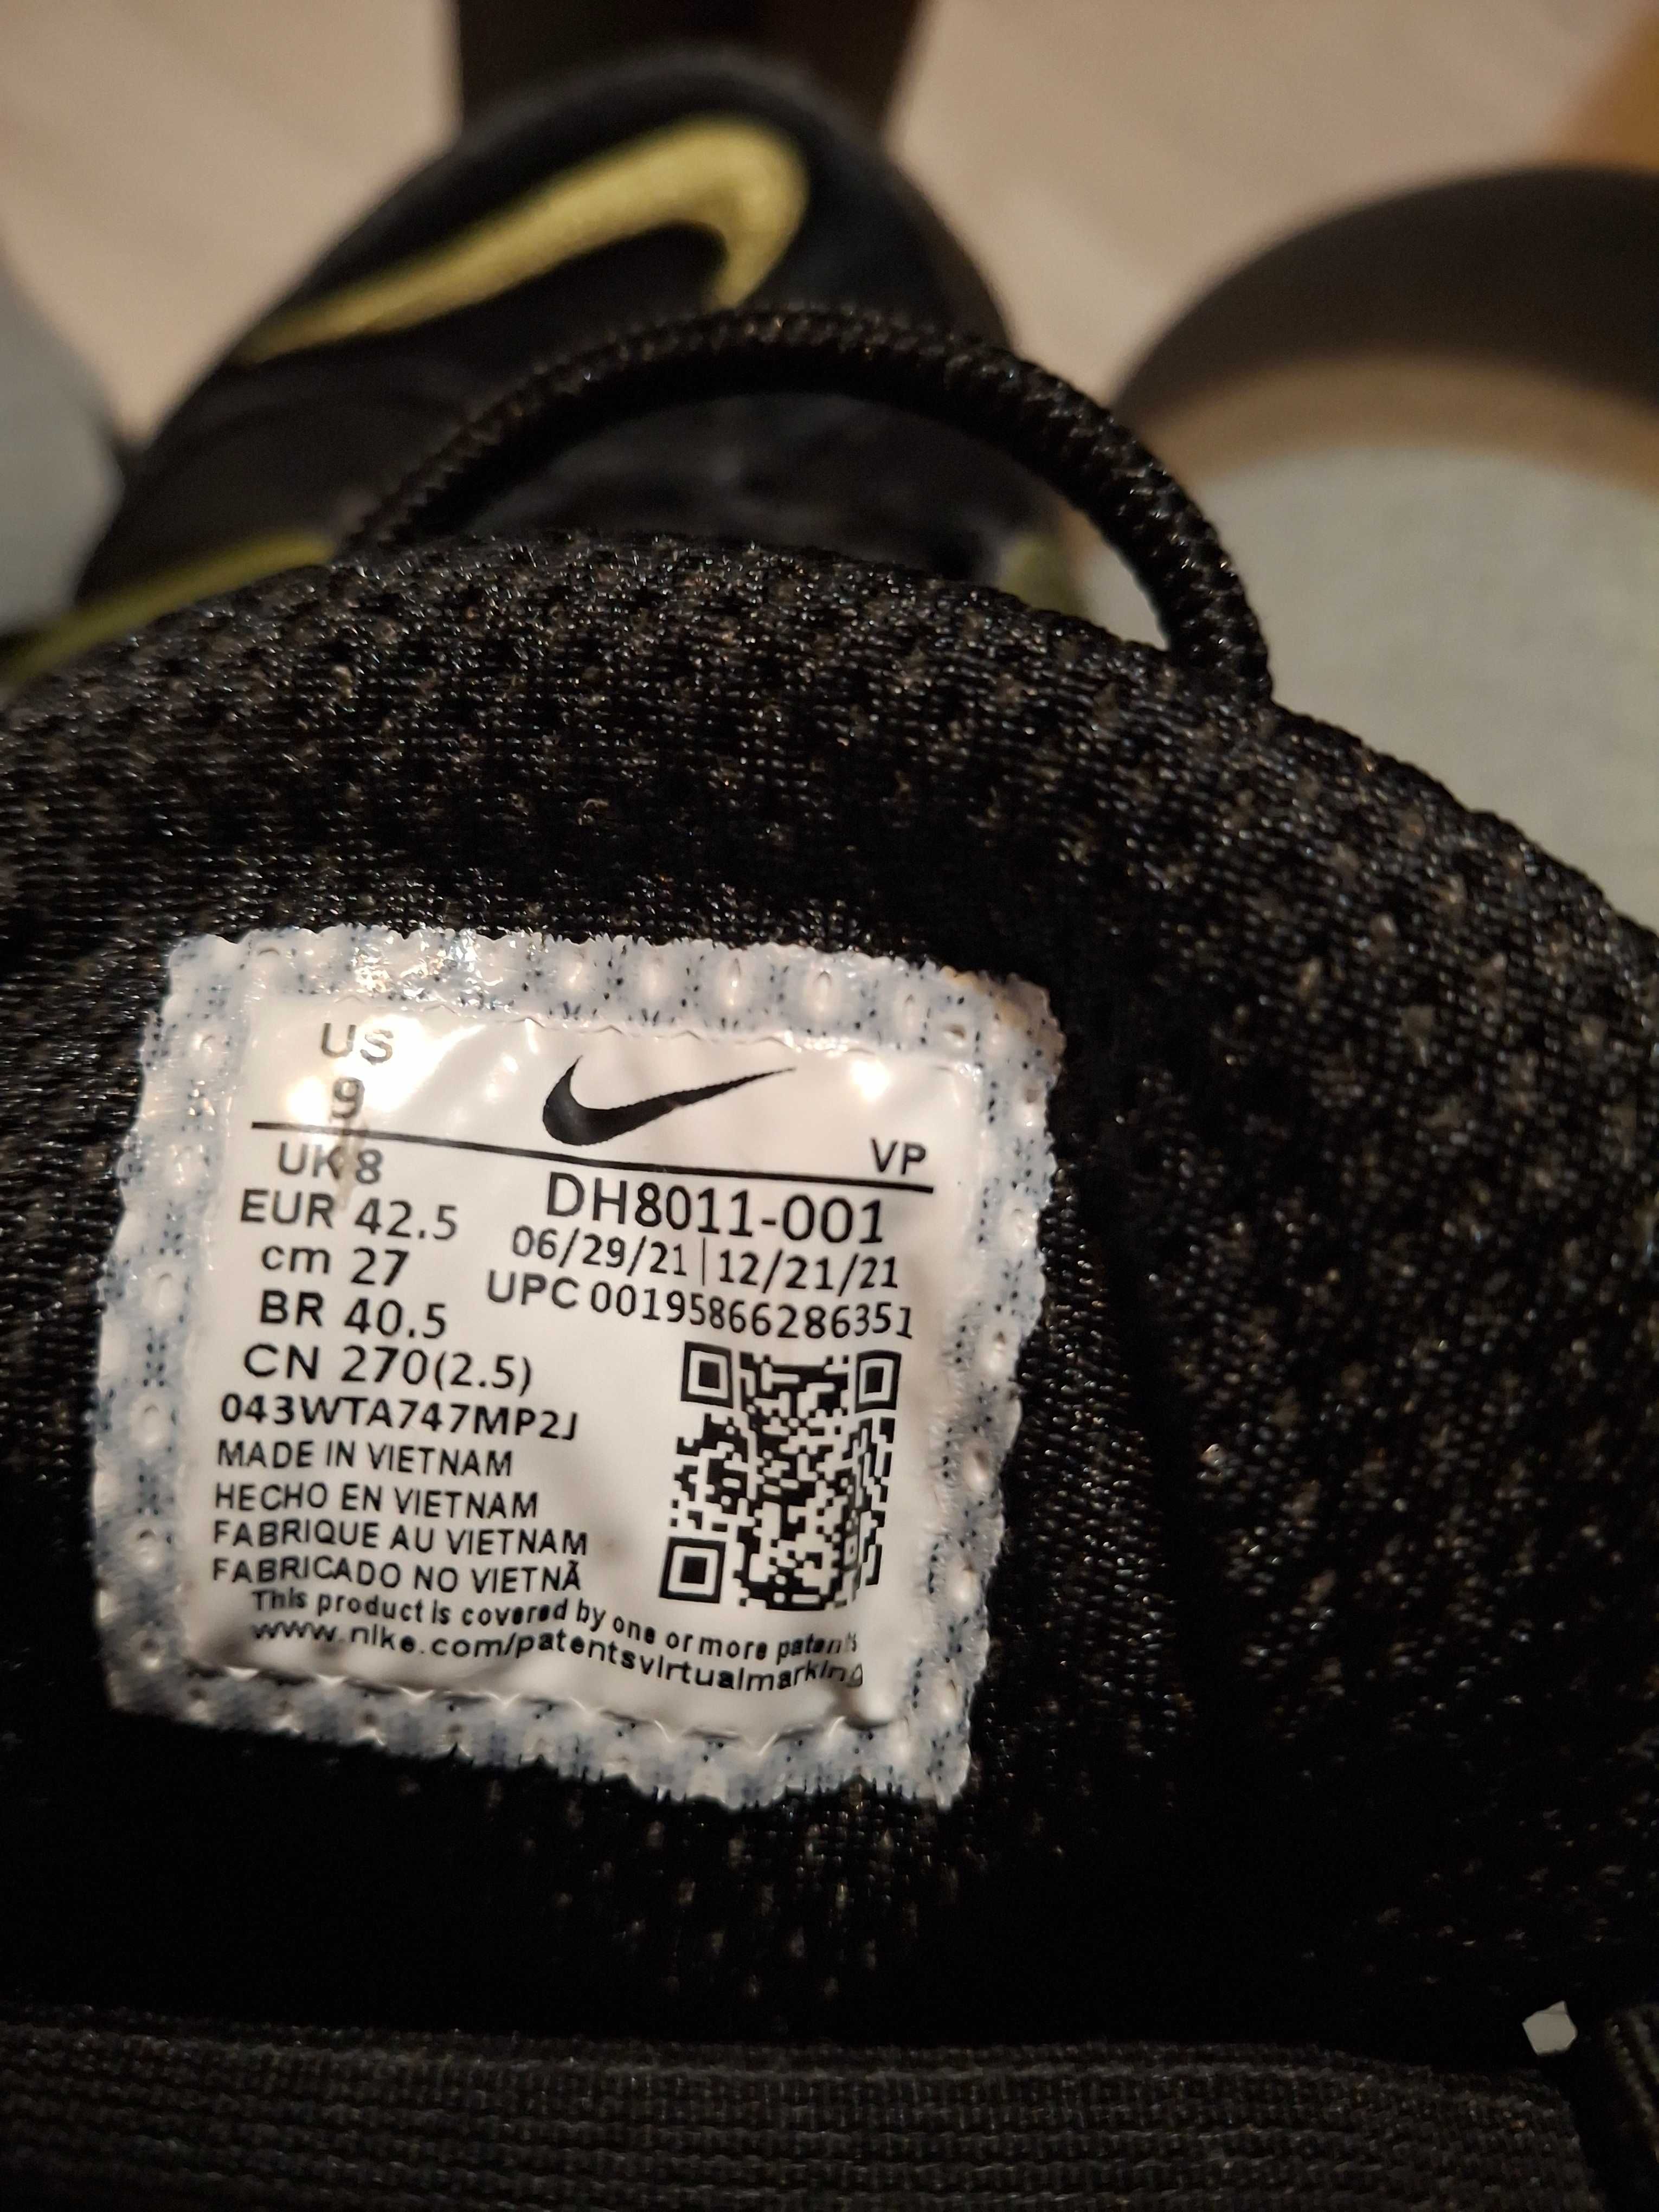 US
9
VP
UK 8
EUR 42.5
cm 27
BR 40.5
CN 270(2.5)
DH8011-001
06/29/21|12/21/21
UPC 00195866286351
043WTA747MP2J
MADE IN VIETNAM
HECHO EN VIETNAM
FABRIQUE AU VIETNAM
FABRICADO NO VIETNÃ
This product is covered by one or more patents
www.nike.com/patentsvirtualmarking